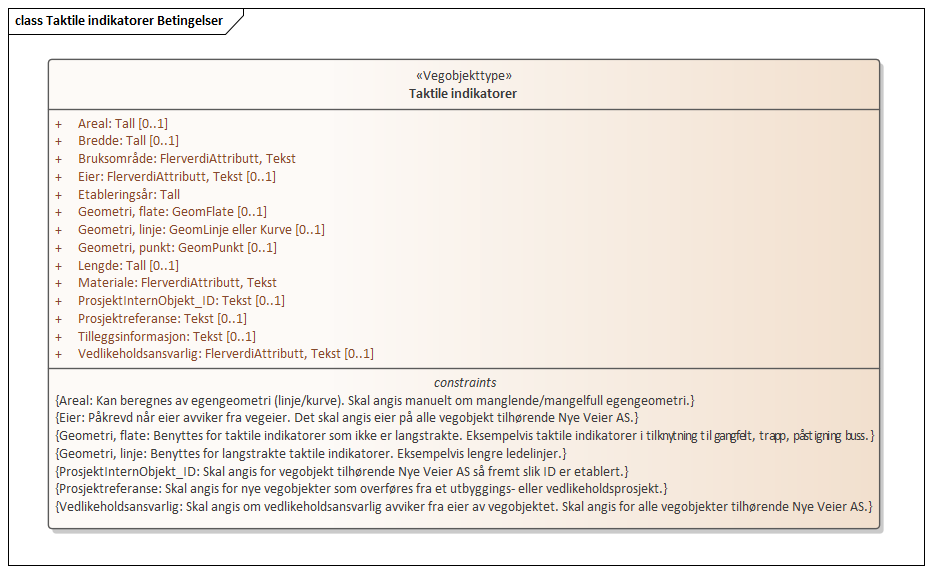 class Taktile indikatorer Betingelser
«Vegobjekttype»
Taktile indikatorer
+ Areal: Tall [0..1]
+ Bredde: Tall [0..1]
+ Bruksområde: FlerverdiAttributt, Tekst
+ Eier: FlerverdiAttributt, Tekst [0..1]
+ Etableringsår: Tall
+ Geometri, flate: GeomFlate [0..1]
+ Geometri, linje: GeomLinje eller Kurve [0..1]
+ Geometri, punkt: GeomPunkt [0..1]
+ Lengde: Tall [0..1]
+ Materiale: FlerverdiAttributt, Tekst
+ ProsjektInternObjekt_ID: Tekst [0..1]
+ Prosjektreferanse: Tekst [0..1]
+ Tilleggsinformasjon: Tekst [0..1]
+ Vedlikeholdsansvarlig: FlerverdiAttributt, Tekst [0..1]
constraints
{Areal: Kan beregnes av egengeometri (linje/kurve). Skal angis manuelt om manglende/mangelfull egengeometri.}
{Eier: Påkrevd når eier avviker fra vegeier. Det skal angis eier på alle vegobjekt tilhørende Nye Veier AS.}
{Geometri, flate: Benyttes for taktile indikatorer som ikke er langstrakte. Eksempelvis taktile indikatorer i tilknytning til gangfelt, trapp, påstigning buss. }
{Geometri, linje: Benyttes for langstrakte taktile indikatorer. Eksempelvis lengre ledelinjer.}
{ProsjektInternObjekt_ID: Skal angis for vegobjekt tilhørende Nye Veier AS så fremt slik ID er etablert.}
{Prosjektreferanse: Skal angis for nye vegobjekter som overføres fra et utbyggings- eller vedlikeholdsprosjekt.}
{Vedlikeholdsansvarlig: Skal angis om vedlikeholdsansvarlig avviker fra eier av vegobjektet. Skal angis for alle vegobjekter tilhørende Nye Veier AS.}